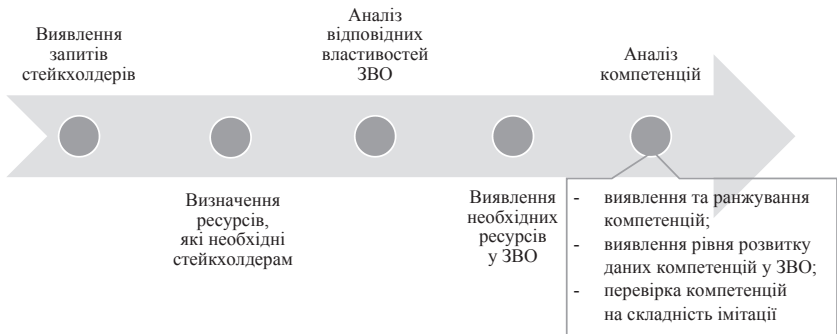 Виявлення
запитів
стейкхолдерів
Визначення
ресурсів,
які необхідні
стейкхолдерам
Аналіз
відповідних
властивостей
ЗВО
Виявлення
необхідних
ресурсів
у ЗВО
Аналіз
компетенцій
- виявлення та ранжування
компетенцій;
- виявлення рівня розвитку
даних компетенцій у ЗВО;
- перевірка компетенцій
на складність імітації